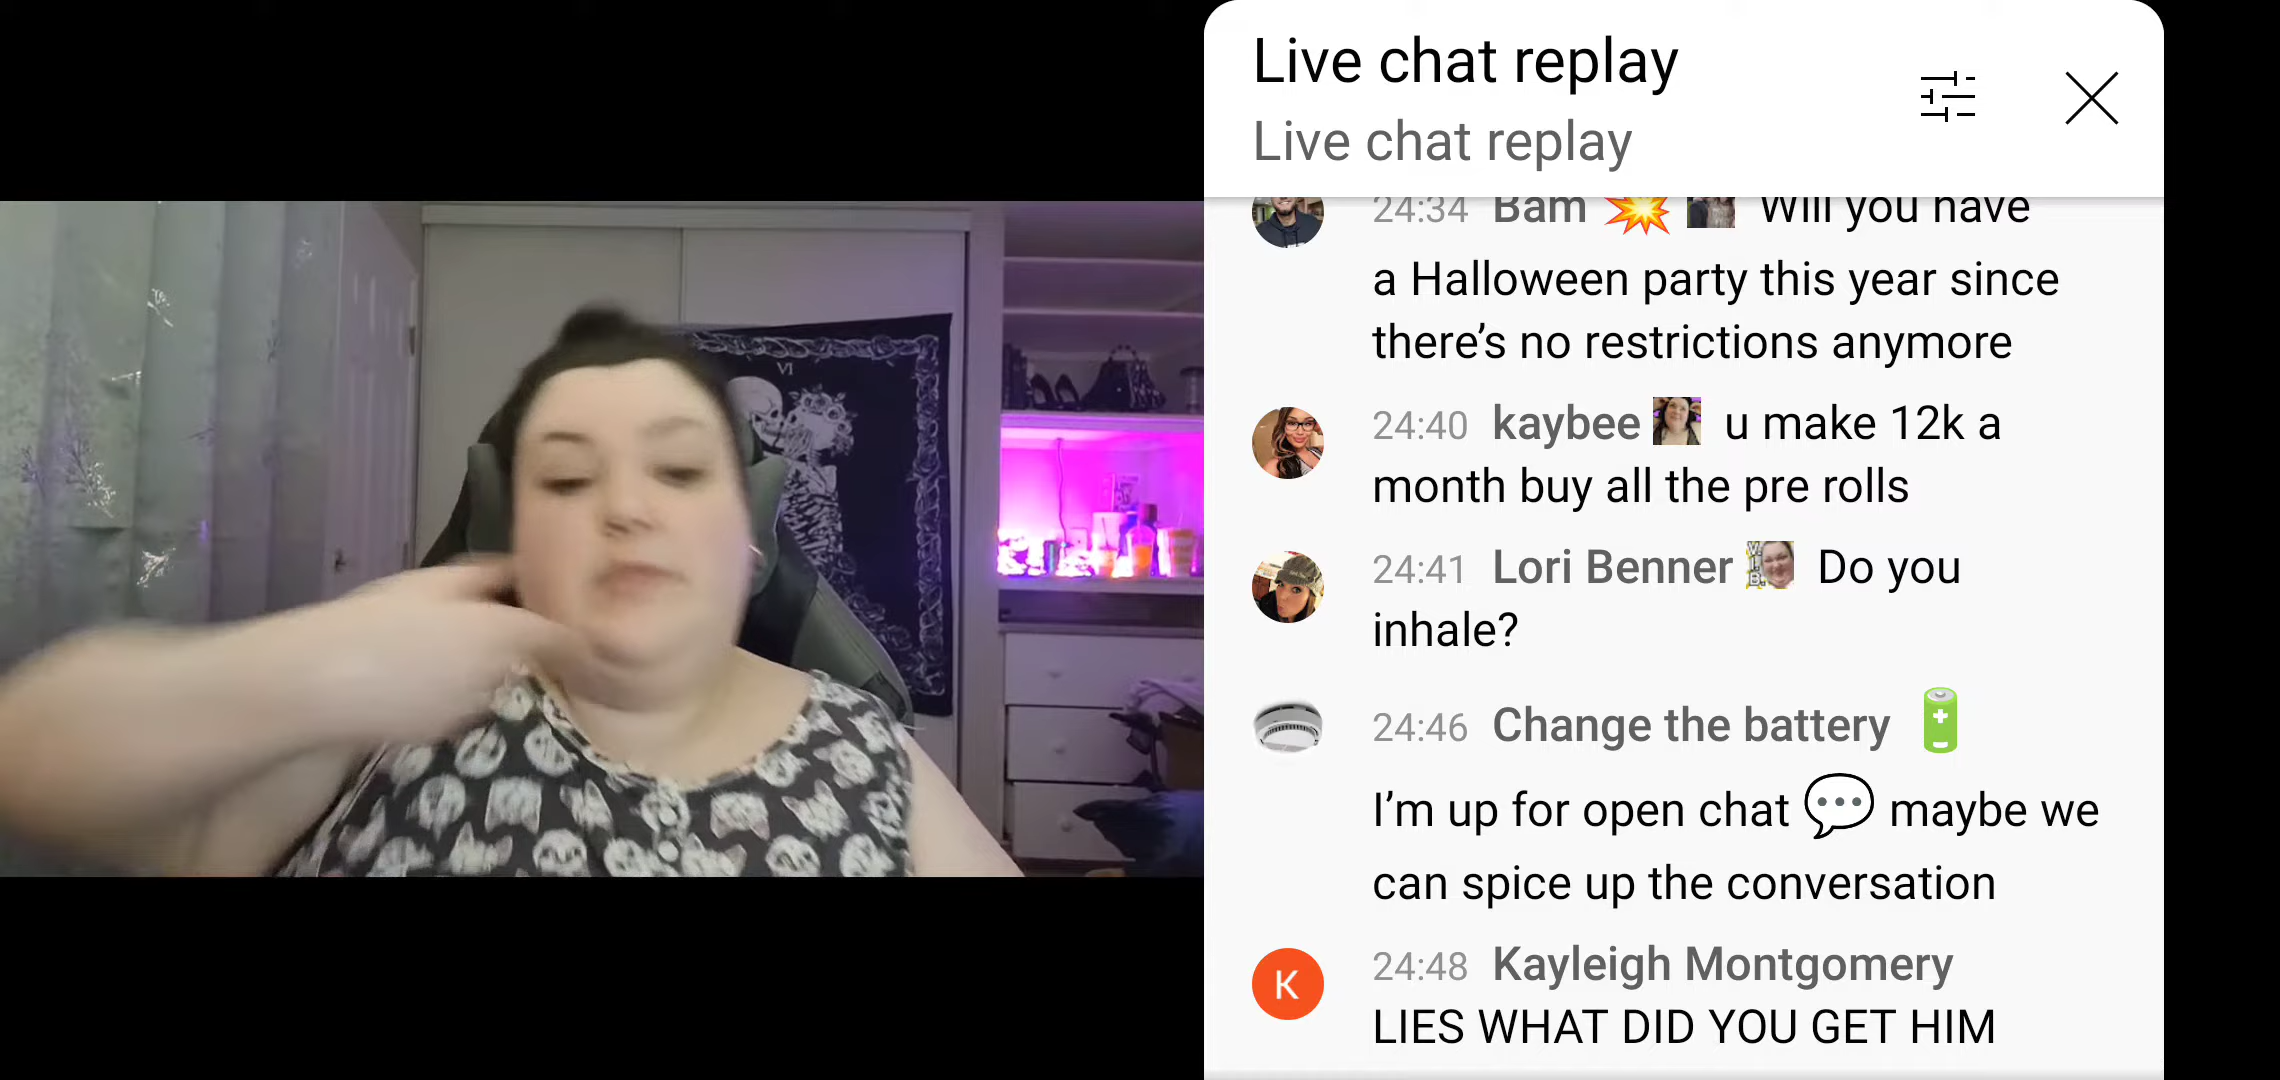 Live chat replay
Live chat replay
24:34 Bam 💥 Will you have
a Halloween party this year since
there's no restrictions anymore
24:40 kaybee u make 12k a
month buy all the pre rolls
24:41 Lori Benner Do you
inhale?
24:46 Change the battery 🔋
I'm up for open chat 💬 maybe we
can spice up the conversation
K
24:48 Kayleigh Montgomery
LIES WHAT DID YOU GET HIM
VI